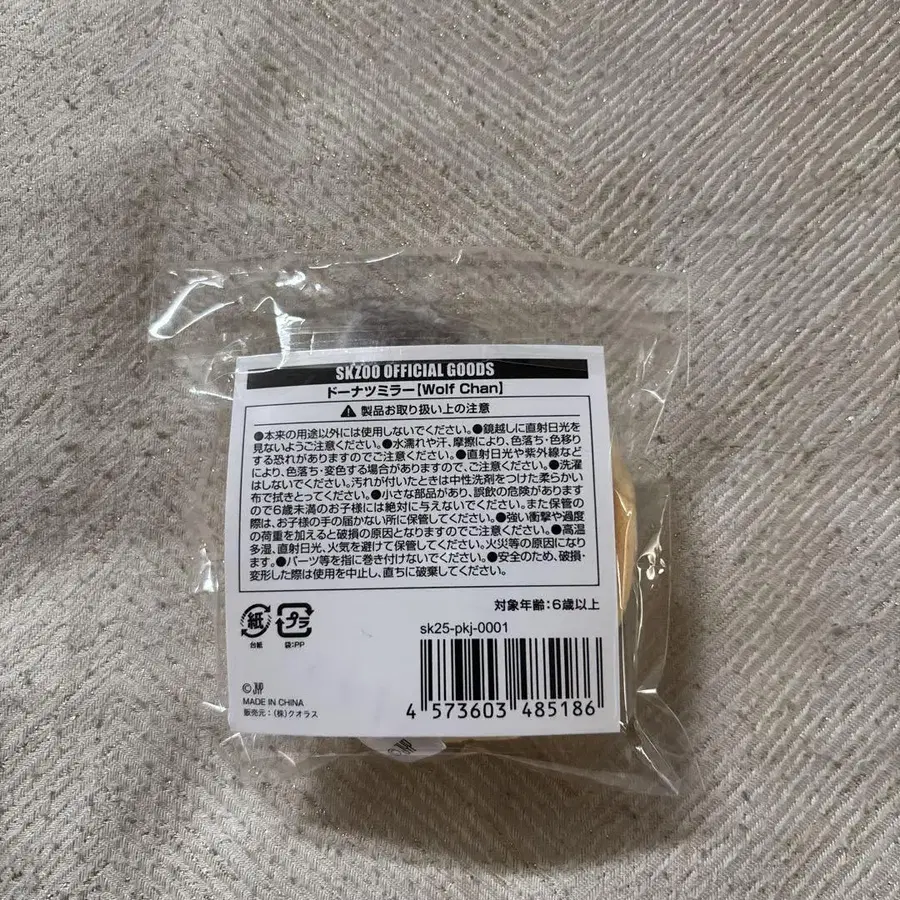 SKZOO OFFICIAL GOODS
ドーナツミラー【Wolf Chan】
製品お取り扱い上の注意
●本来の用途以外には使用しないでください。●鏡越しに直射日光を
見ないようご注意ください。●水濡れや汗、摩擦により、色落ち・色移り
する恐れがありますのでご注意ください。●直射日光や紫外線など
により、色落ち・変色する場合がありますので、ご注意ください。●洗濯
はしないでください。汚れが付いたときは中性洗剤をつけた柔らかい
布で拭きとってください。●小さな部品があり、誤飲の危険があります
ので6歳未満のお子様には絶対に与えないでください。また保管の
際は、お子様の手の届かない所に保管してください。●強い衝撃や過度
の荷重を加えると破損の原因となりますのでご注意ください。●高温
多湿、直射日光、火気を避けて保管してください。火災等の原因になり
ます。●パーツ等を指に巻き付けないでください。●安全のため、破損・
変形した際は使用を中止し、直ちに破棄してください。
対象年齢:6歳以上
紙
プラ
台紙
袋:PP
sk25-pkj-0001
© JYP
MADE IN CHINA
販売元:(株)クオラス
4 573603 485186
© JYP